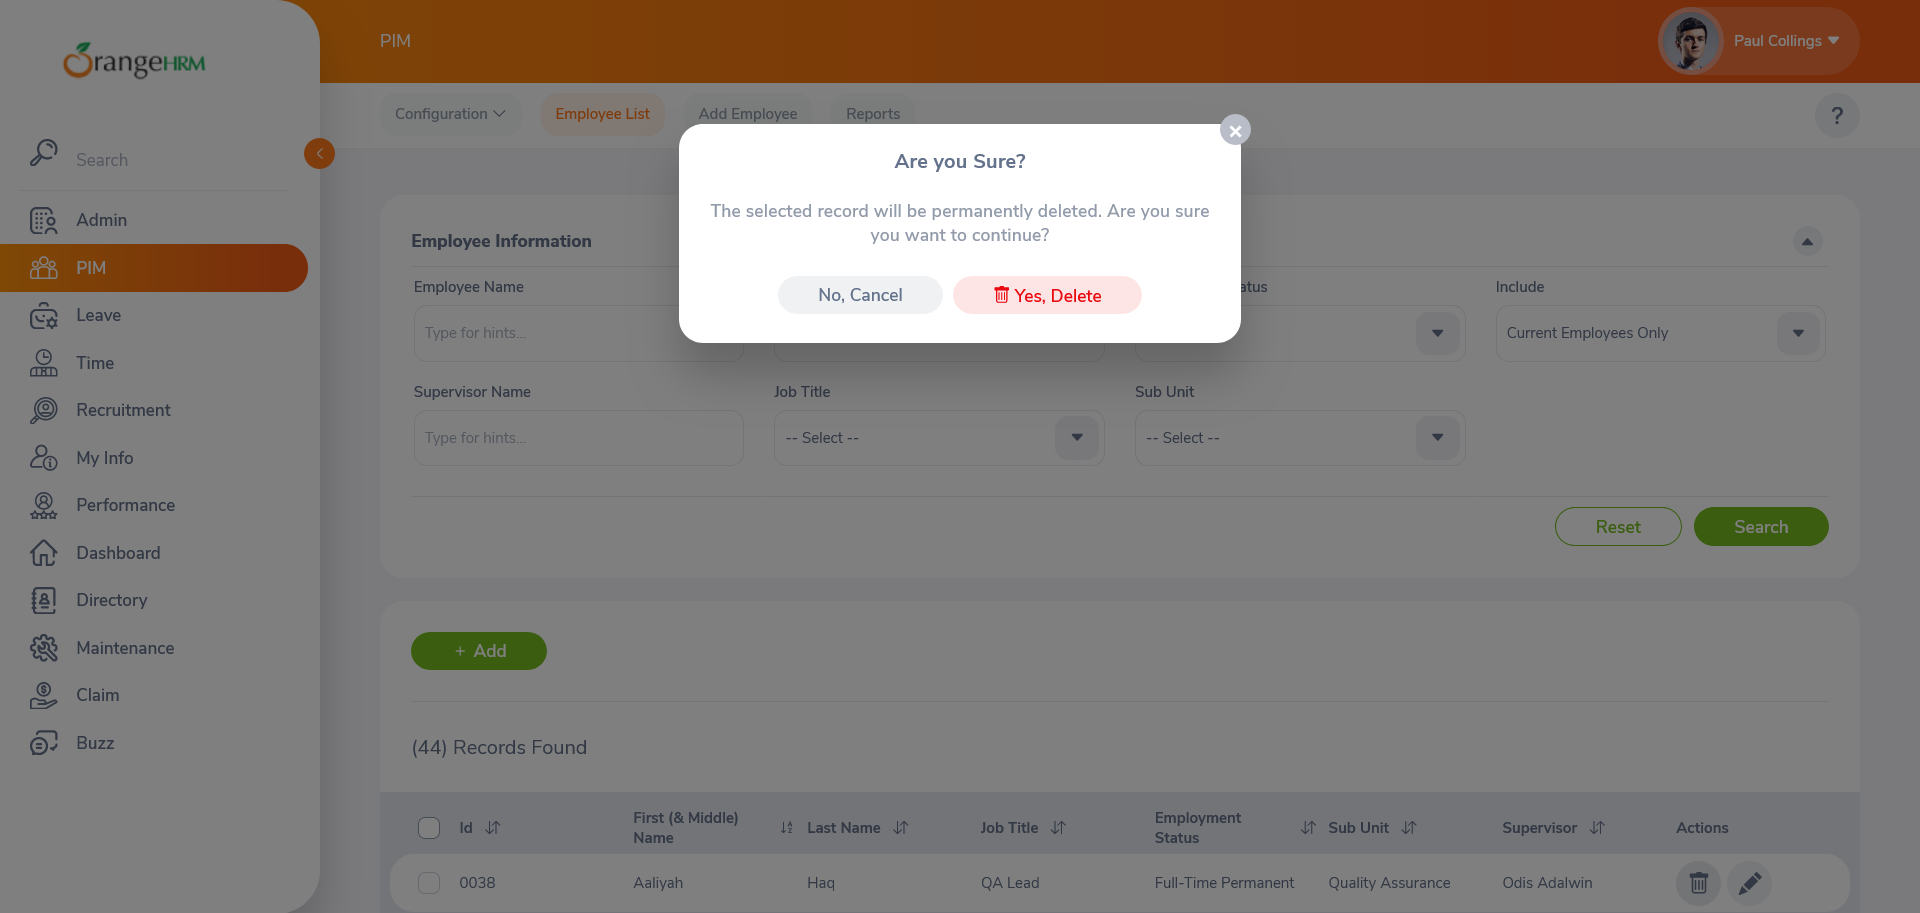 OrangeHRM
PIM
Paul Collings
Search
Admin
PIM
Leave
Time
Recruitment
My Info
Performance
Dashboard
Directory
Maintenance
Claim
Buzz
Configuration
Employee List
Add Employee
Reports
?
Are you Sure?
The selected record will be permanently deleted. Are you sure
you want to continue?
No, Cancel
Yes, Delete
Employee Information
Employee Name
Include
Type for hints...
Current Employees Only
Supervisor Name
Job Title
Sub Unit
Type for hints...
-- Select --
-- Select --
Reset
Search
+ Add
(44) Records Found
Id
First (& Middle)
Name
Last Name
Job Title
Employment
Status
Sub Unit
Supervisor
Actions
0038
Aaliyah
Haq
QA Lead
Full-Time Permanent
Quality Assurance
Odis Adalwin